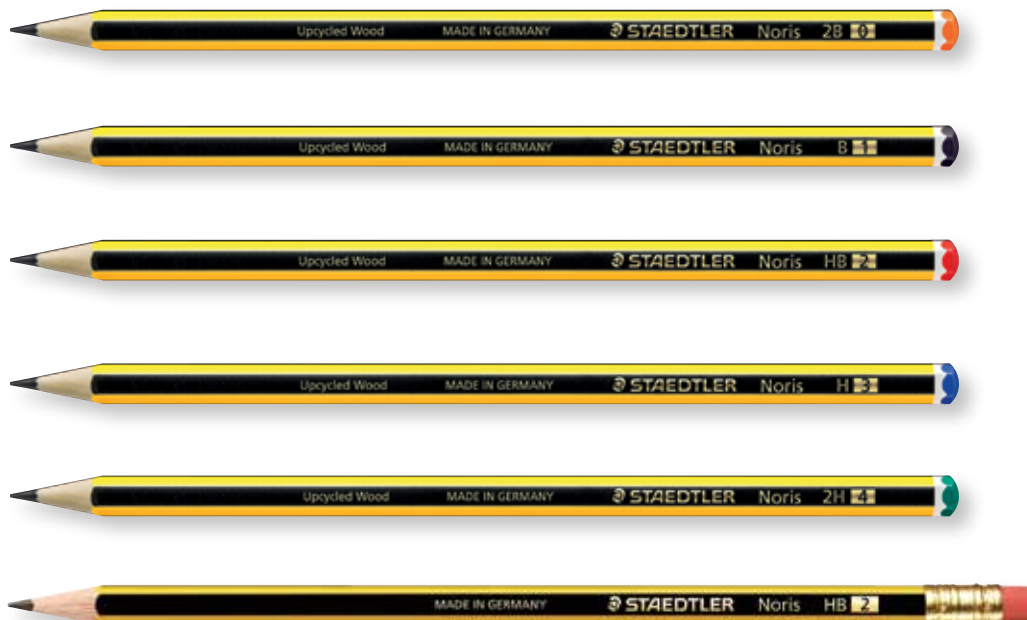 Upcycled Wood MADE IN GERMANY STAEDTLER Noris 2B 0
Upcycled Wood MADE IN GERMANY STAEDTLER Noris B 1
Upcycled Wood MADE IN GERMANY STAEDTLER Noris HB 2
Upcycled Wood MADE IN GERMANY STAEDTLER Noris H 3
Upcycled Wood MADE IN GERMANY STAEDTLER Noris 2H 4
MADE IN GERMANY STAEDTLER Noris HB 2